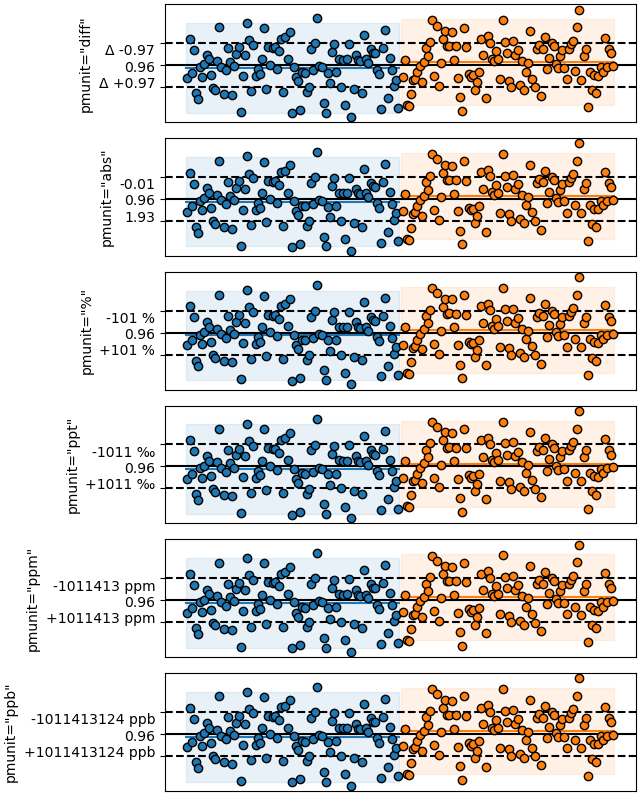 pmunit="diff"
Δ -0.97
0.96
Δ +0.97
pmunit="abs"
-0.01
0.96
1.93
pmunit="%"
-101 %
0.96
+101 %
pmunit="ppt"
-1011 ‰
0.96
+1011 ‰
pmunit="ppm"
-1011413 ppm
0.96
+1011413 ppm
pmunit="ppb"
-1011413124 ppb
0.96
+1011413124 ppb